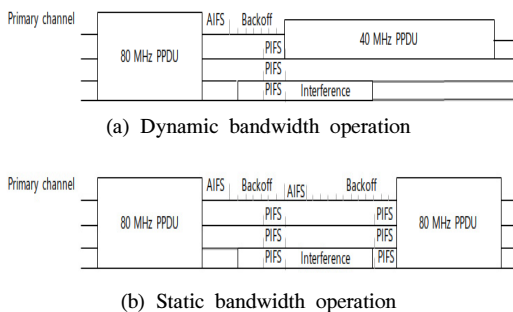 Primary channel
AIFS Backoff
80 MHz PPDU
40 MHz PPDU
PIFS
PIFS
PIFS Interference
(a) Dynamic bandwidth operation
Primary channel
AIFS Backoff AIFS Backoff
80 MHz PPDU
80 MHz PPDU
PIFS PIFS
PIFS PIFS
PIFS Interference PIFS
(b) Static bandwidth operation